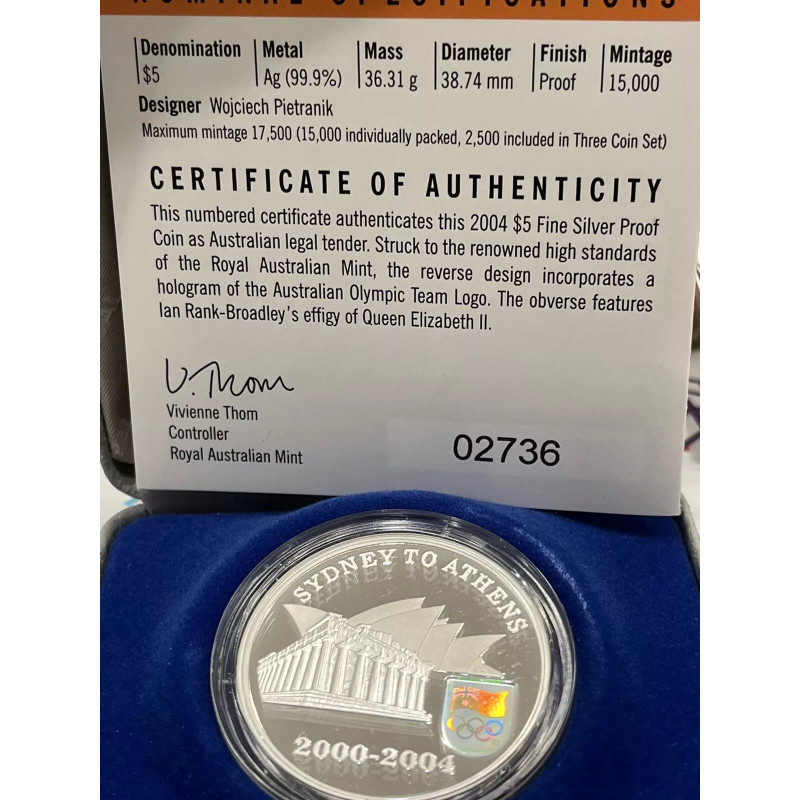 NOMINAL SPECIFICATIONS
Denomination Metal Mass Diameter Finish Mintage
$5 Ag (99.9%) 36.31 g 38.74 mm Proof 15,000
Designer Wojciech Pietranik
Maximum mintage 17,500 (15,000 individually packed, 2,500 included in Three Coin Set)
CERTIFICATE OF AUTHENTICITY
This numbered certificate authenticates this 2004 $5 Fine Silver Proof
Coin as Australian legal tender. Struck to the renowned high standards
of the Royal Australian Mint, the reverse design incorporates a
hologram of the Australian Olympic Team Logo. The obverse features
Ian Rank-Broadley's effigy of Queen Elizabeth II.
V. Thom
Vivienne Thom
Controller
Royal Australian Mint
02736
SYDNEY TO ATHENS
2000-2004